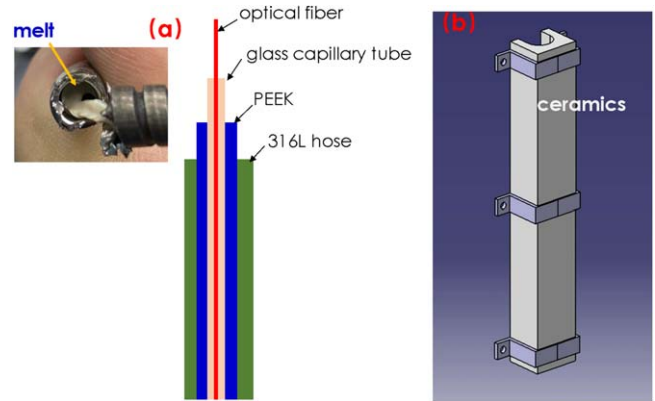 melt
(a)
optical fiber
glass capillary tube
PEEK
316L hose
(b)
ceramics